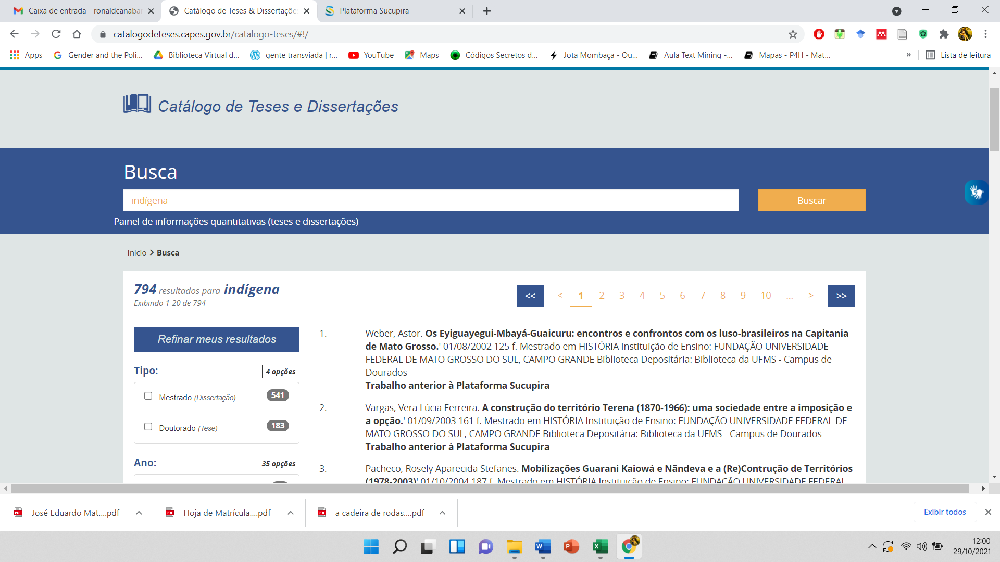 Caixa de entrada - ronaldcanabar
Catálogo de Teses & Dissertaçõe
Plataforma Sucupira
catalogodeteses.capes.gov.br/catalogo-teses/#!/
Apps
Gender and the Poli...
Biblioteca Virtual d...
gente transviada | r...
YouTube
Maps
Códigos Secretos d...
Jota Mombaça - Ou...
Aula Text Mining -...
Mapas - P4H - Mat...
»
Lista de leitura
Catálogo de Teses e Dissertações
Busca
indígena
Buscar
Painel de informações quantitativas (teses e dissertações)
Inicio > Busca
794 resultados para indígena
Exibindo 1-20 de 794
<< < 1 2 3 4 5 6 7 8 9 10 ... > >>
Refinar meus resultados
Tipo: 4 opções
Mestrado (Dissertação) 541
Doutorado (Tese) 183
Ano: 35 opções
1. Weber, Astor. Os Eyiguayegui-Mbayá-Guaicuru: encontros e confrontos com os luso-brasileiros na Capitania
de Mato Grosso.' 01/08/2002 125 f. Mestrado em HISTÓRIA Instituição de Ensino: FUNDAÇÃO UNIVERSIDADE
FEDERAL DE MATO GROSSO DO SUL, CAMPO GRANDE Biblioteca Depositária: Biblioteca da UFMS - Campus de
Dourados
Trabalho anterior à Plataforma Sucupira
2. Vargas, Vera Lúcia Ferreira. A construção do território Terena (1870-1966): uma sociedade entre a imposição e
a opção.' 01/09/2003 161 f. Mestrado em HISTÓRIA Instituição de Ensino: FUNDAÇÃO UNIVERSIDADE FEDERAL DE
MATO GROSSO DO SUL, CAMPO GRANDE Biblioteca Depositária: Biblioteca da UFMS - Campus de Dourados
Trabalho anterior à Plataforma Sucupira
3. Pacheco, Rosely Aparecida Stefanes. Mobilizações Guarani Kaiowá e Nãndeva e a (Re)Contrução de Territórios
(1978-2003)' 01/10/2004 187 f. Mestrado em HISTÓRIA Instituição de Ensino: FUNDAÇÃO UNIVERSIDADE FEDERAL
José Eduardo Mat....pdf
Hoja de Matrícula....pdf
a cadeira de rodas....pdf
Exibir todos
12:00
29/10/2021